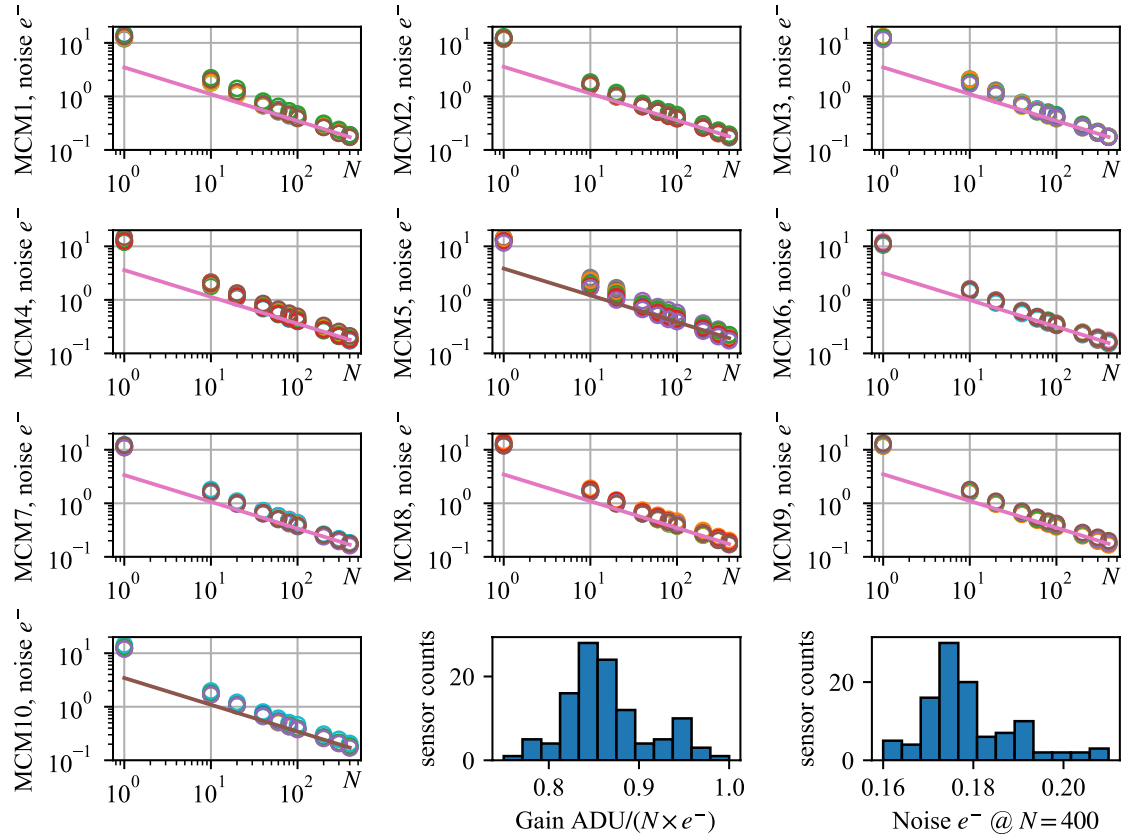 MCM1, noise e⁻
10¹
10⁰
10⁻¹
10⁰
10¹
10²
N
MCM2, noise e⁻
10¹
10⁰
10⁻¹
10⁰
10¹
10²
N
MCM3, noise e⁻
10¹
10⁰
10⁻¹
10⁰
10¹
10²
N
MCM4, noise e⁻
10¹
10⁰
10⁻¹
10⁰
10¹
10²
N
MCM5, noise e⁻
10¹
10⁰
10⁻¹
10⁰
10¹
10²
N
MCM6, noise e⁻
10¹
10⁰
10⁻¹
10⁰
10¹
10²
N
MCM7, noise e⁻
10¹
10⁰
10⁻¹
10⁰
10¹
10²
N
MCM8, noise e⁻
10¹
10⁰
10⁻¹
10⁰
10¹
10²
N
MCM9, noise e⁻
10¹
10⁰
10⁻¹
10⁰
10¹
10²
N
MCM10, noise e⁻
10¹
10⁰
10⁻¹
10⁰
10¹
10²
N
sensor counts
20
0
0.8
0.9
1.0
Gain ADU/(N × e⁻)
sensor counts
20
0
0.16
0.18
0.20
Noise e⁻ @ N = 400